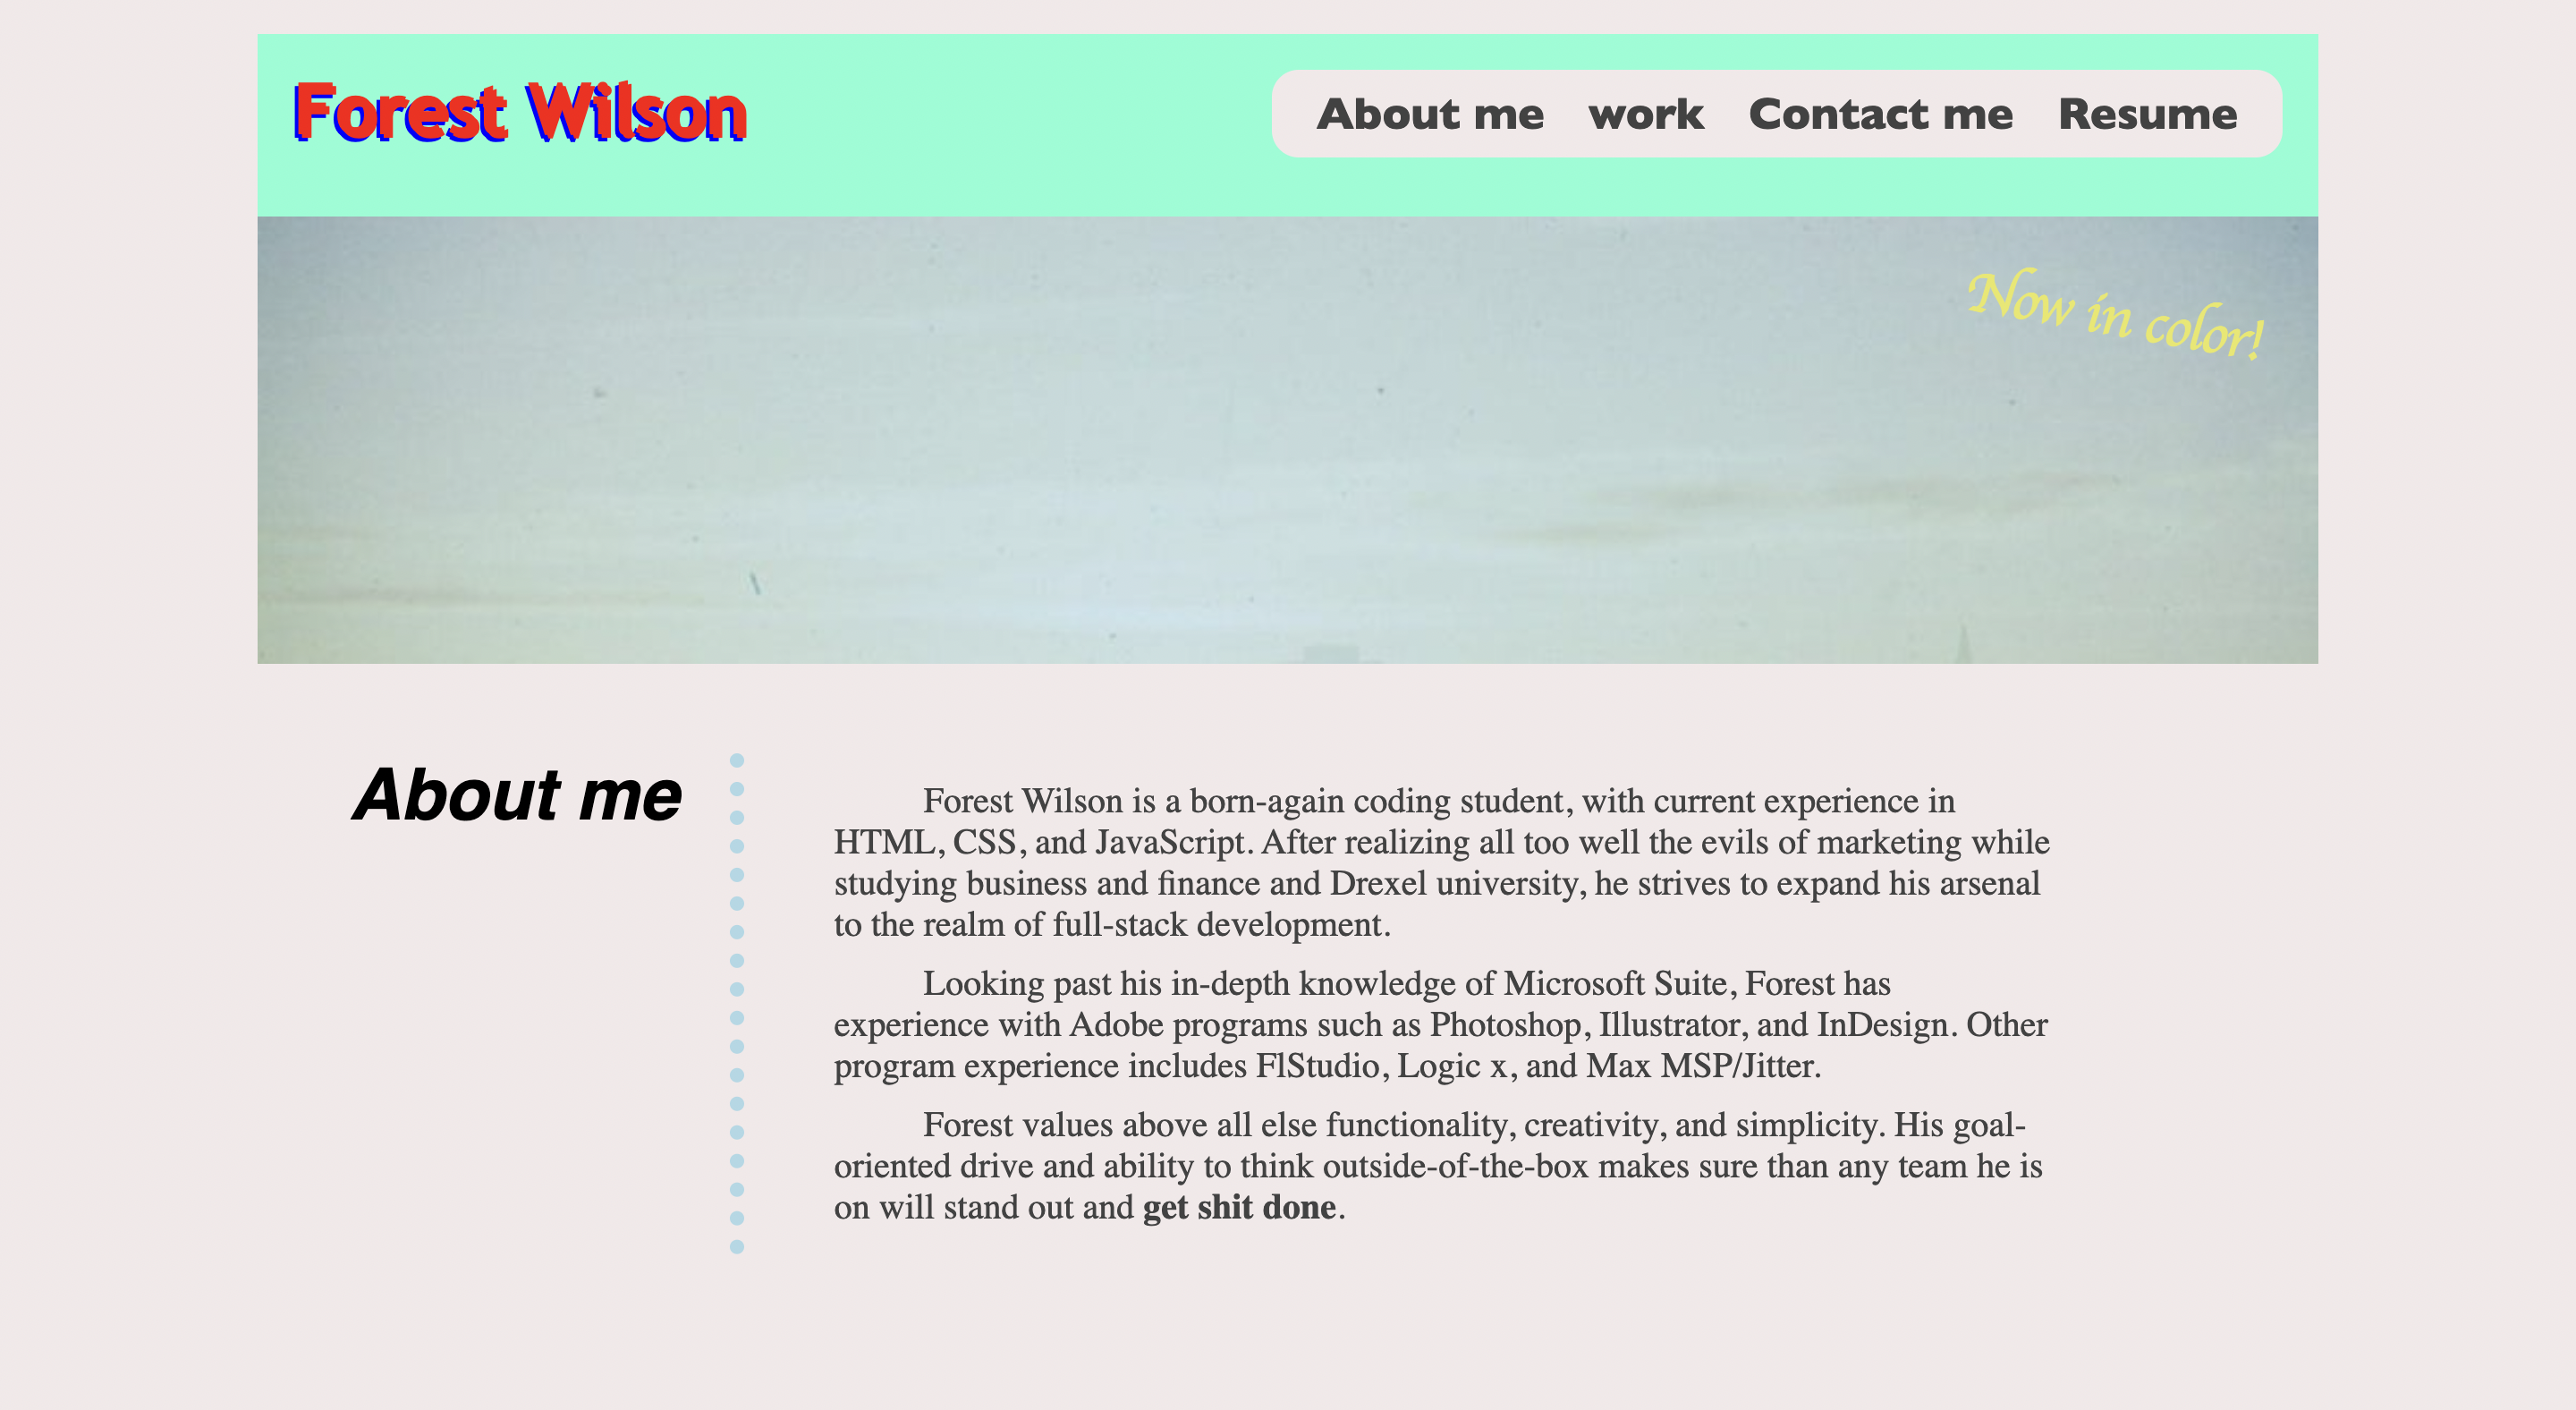 Forest Wilson
About me work Contact me Resume
Now in color!
About me
Forest Wilson is a born-again coding student, with current experience in
HTML, CSS, and JavaScript. After realizing all too well the evils of marketing while
studying business and finance and Drexel university, he strives to expand his arsenal
to the realm of full-stack development.
Looking past his in-depth knowledge of Microsoft Suite, Forest has
experience with Adobe programs such as Photoshop, Illustrator, and InDesign. Other
program experience includes FlStudio, Logic x, and Max MSP/Jitter.
Forest values above all else functionality, creativity, and simplicity. His goal-
oriented drive and ability to think outside-of-the-box makes sure than any team he is
on will stand out and get shit done.